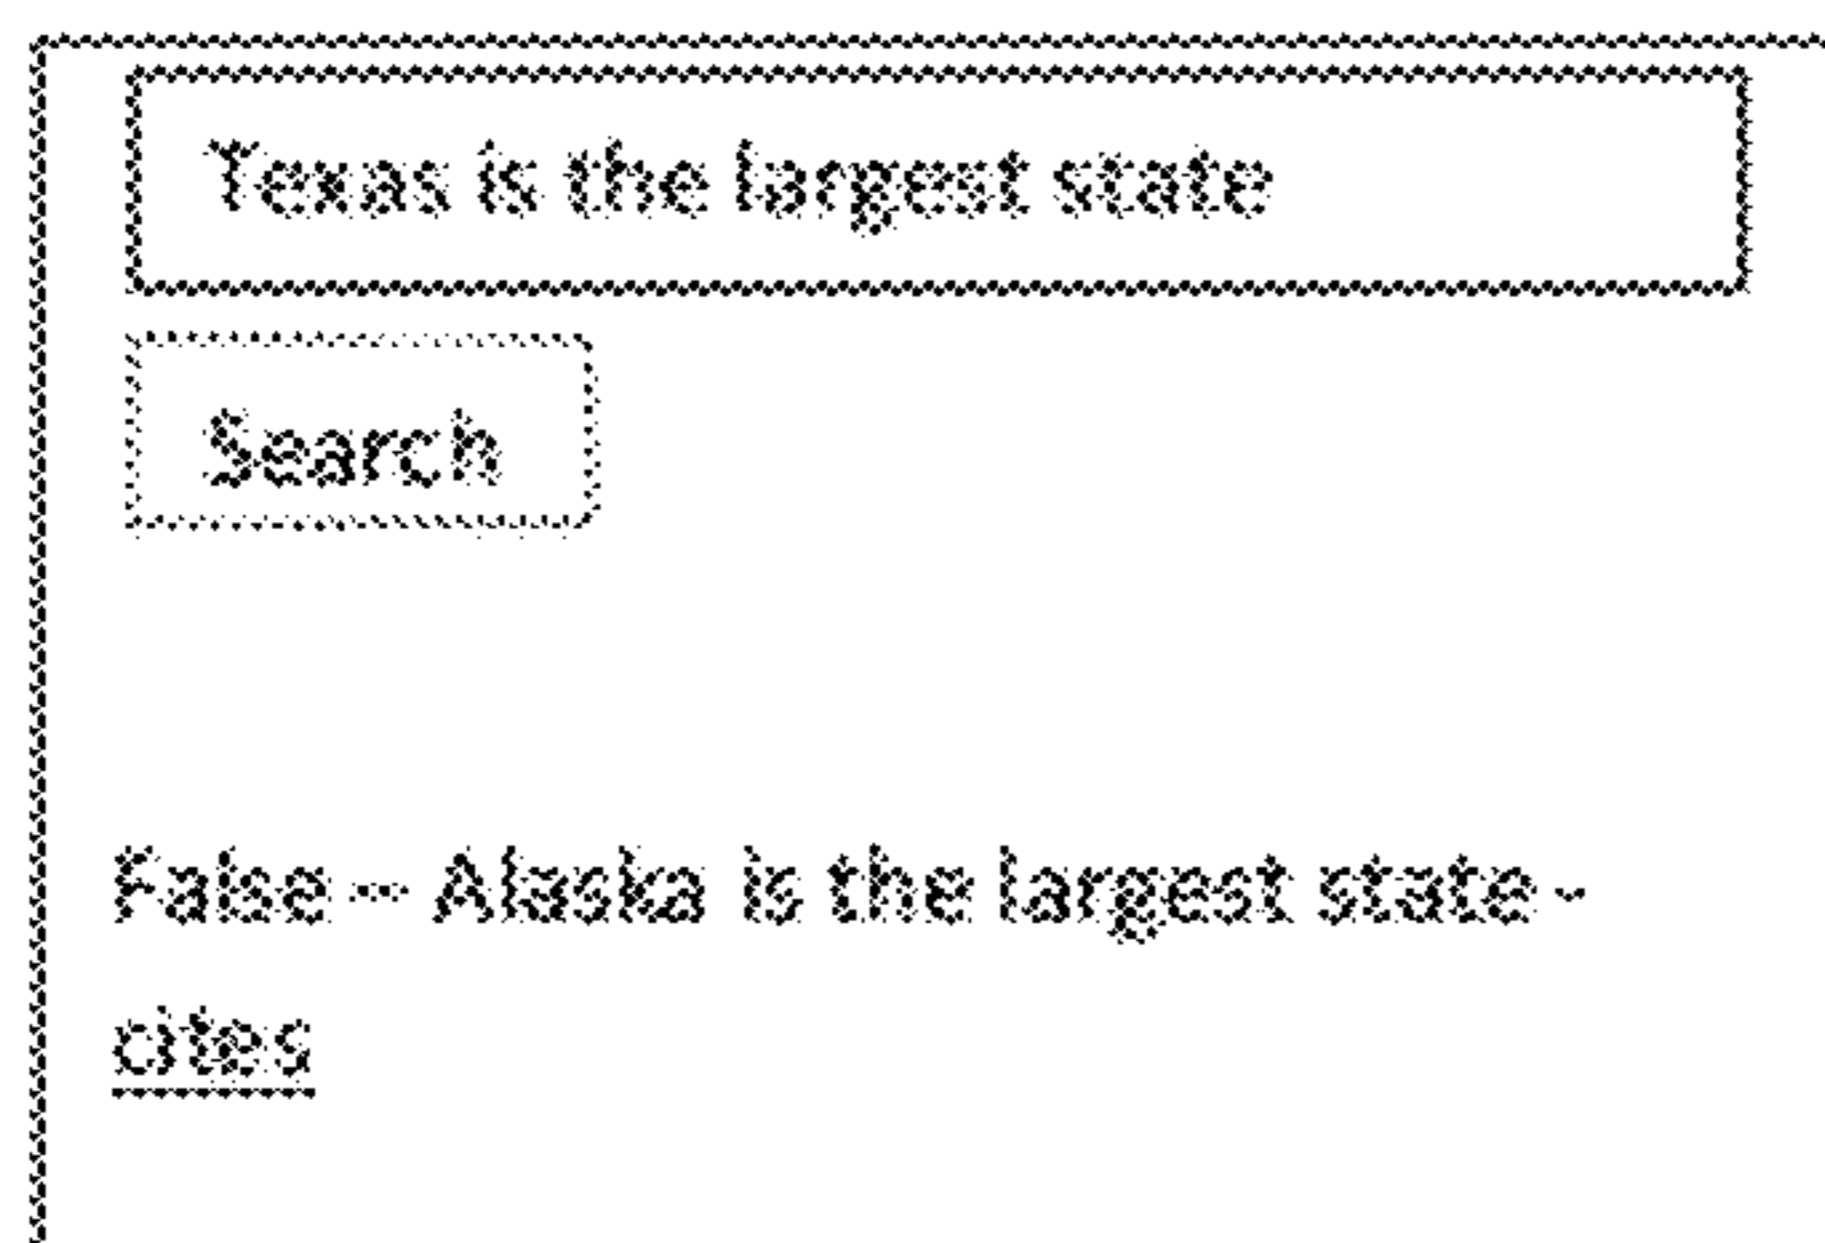 Texas is the largest state
Search
False -- Alaska is the largest state -
cites